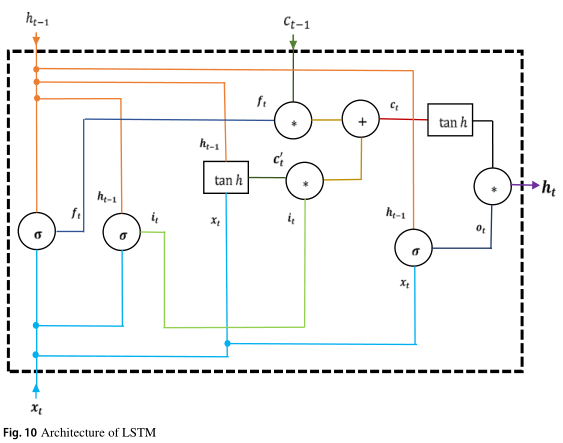 h_{t-1}
C_{t-1}
f_t
*
+
c_t
tan h
h_{t-1}
tan h
c'_t
*
*
h_t
f_t
h_{t-1}
i_t
x_t
i_t
h_{t-1}
o_t
σ
σ
σ
x_t
x_t
Fig. 10 Architecture of LSTM